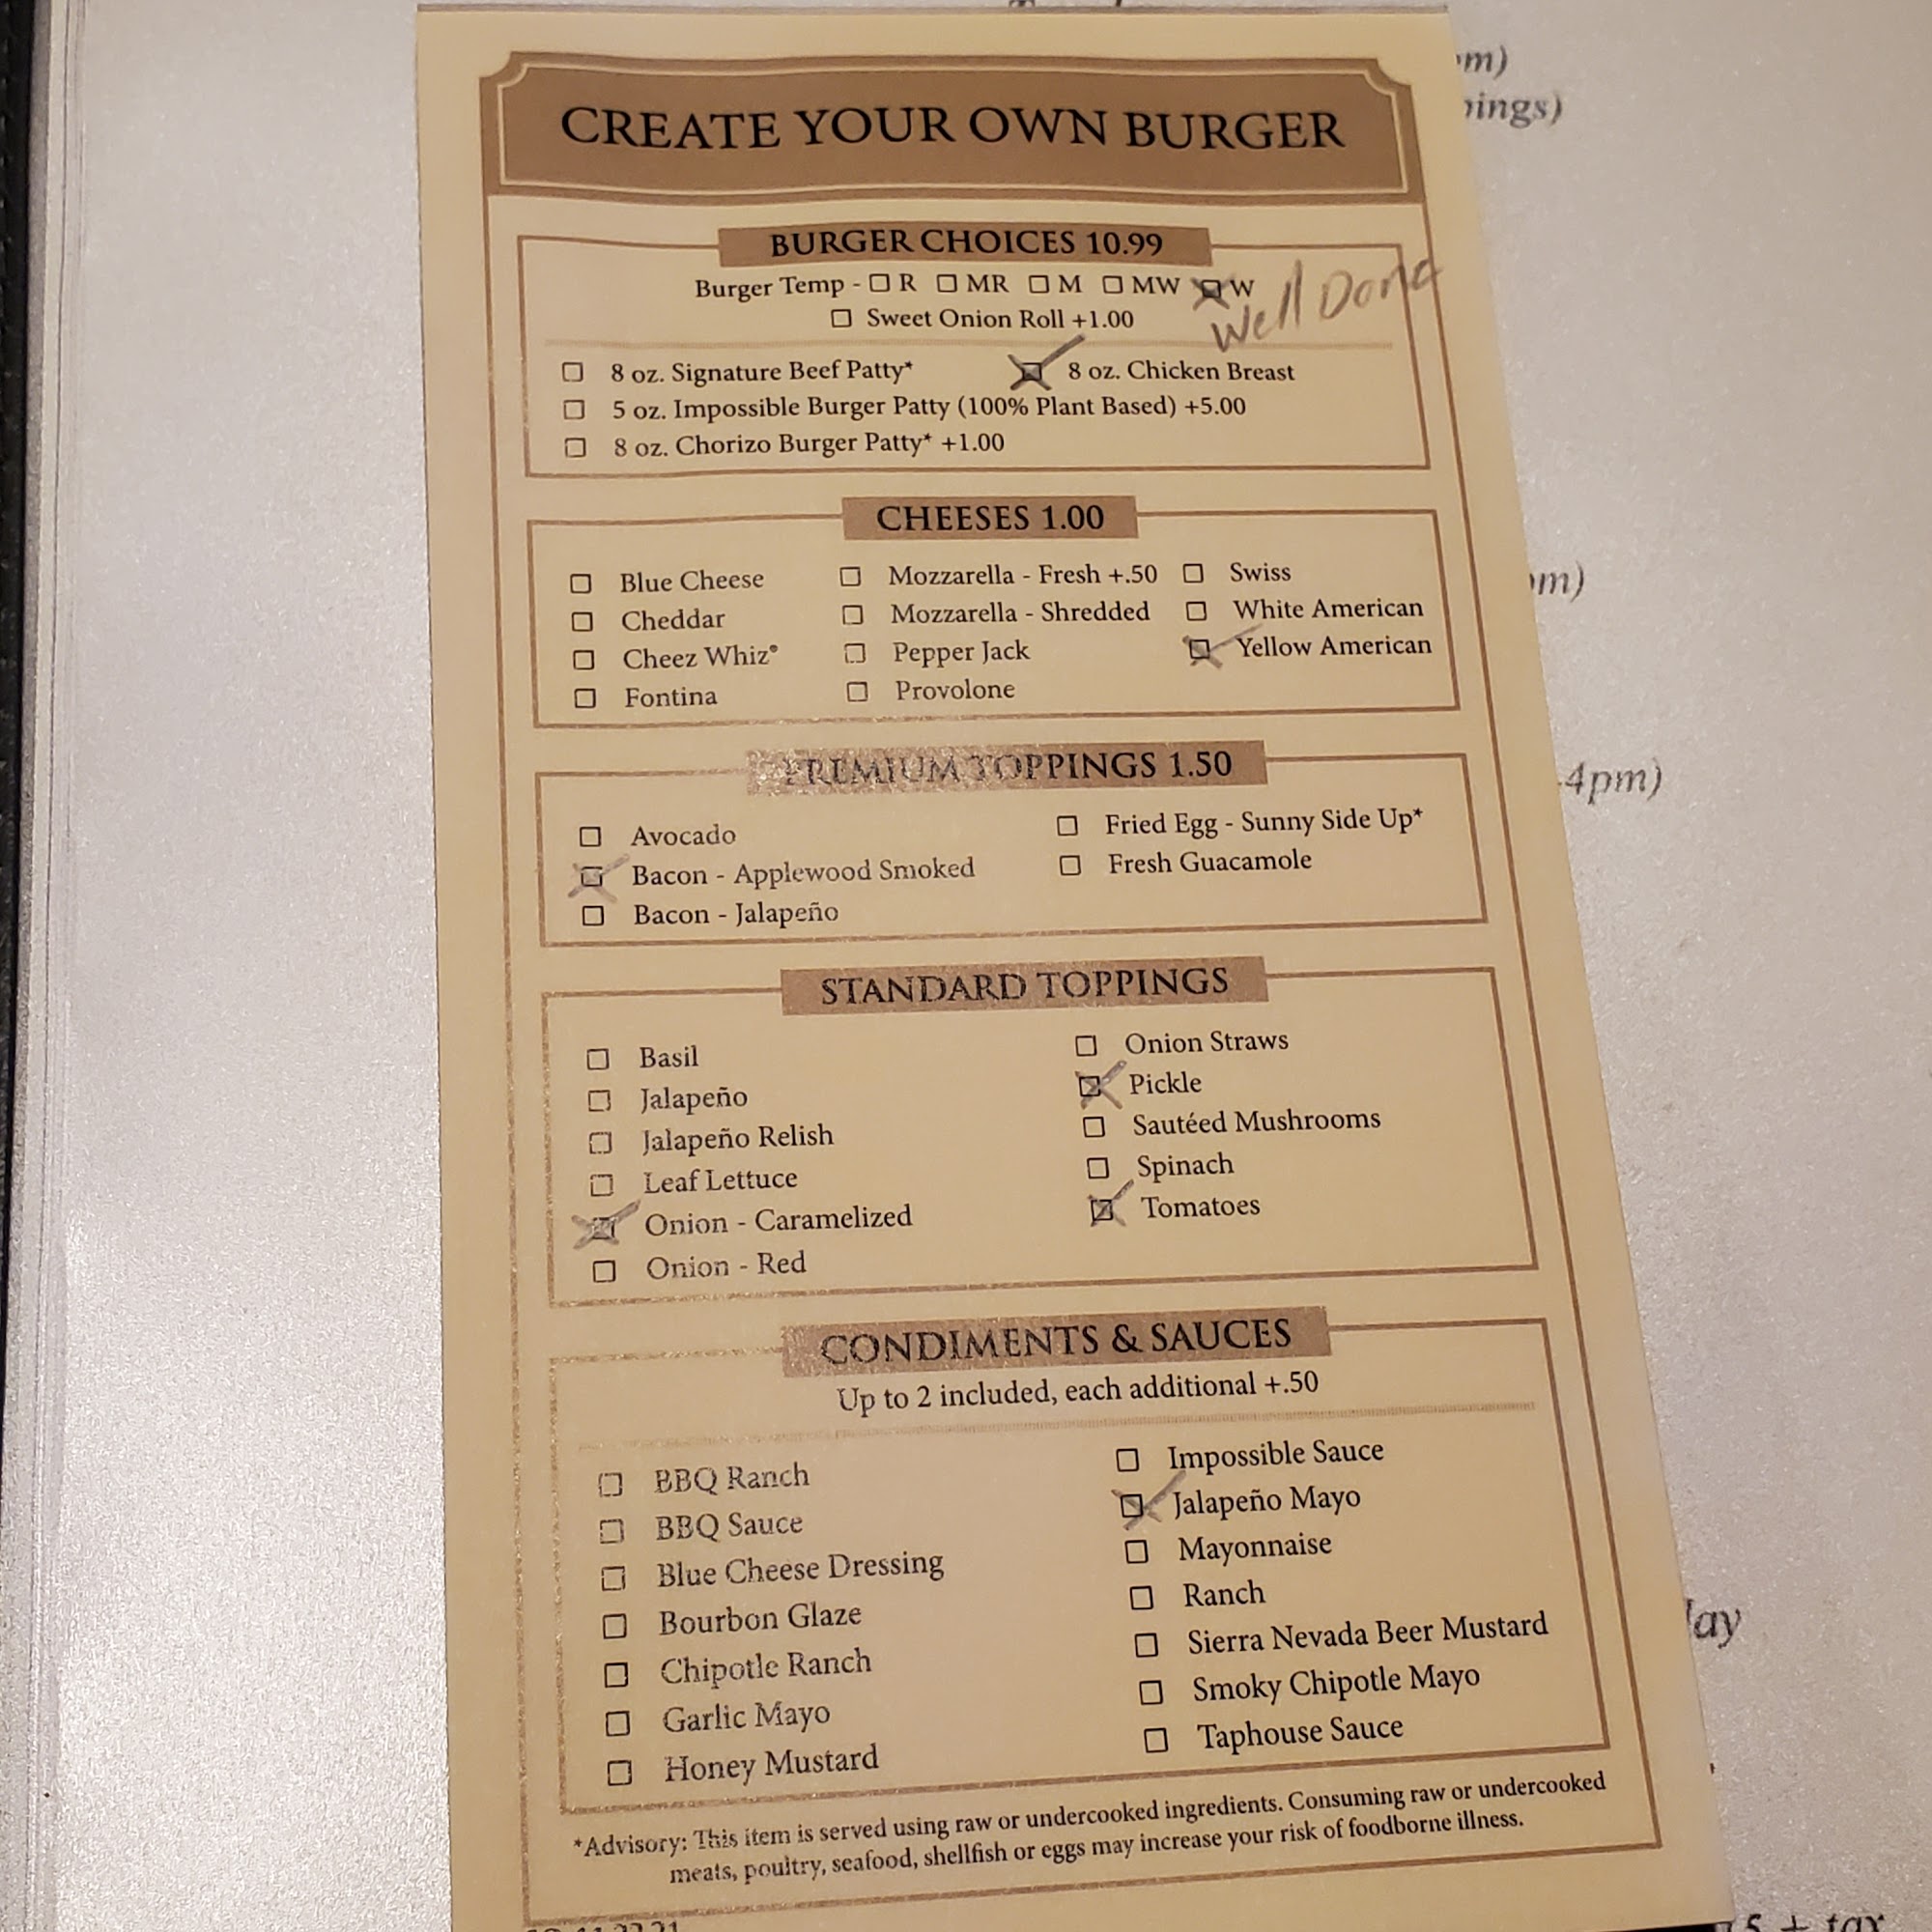 CREATE YOUR OWN BURGER
BURGER CHOICES 10.99
Burger Temp - ☐ R ☐ MR ☐ M ☐ MW ☒ W
Well Done
☐ Sweet Onion Roll +1.00
☐ 8 oz. Signature Beef Patty* ☒ 8 oz. Chicken Breast
☐ 5 oz. Impossible Burger Patty (100% Plant Based) +5.00
☐ 8 oz. Chorizo Burger Patty* +1.00
CHEESES 1.00
☐ Blue Cheese ☐ Mozzarella - Fresh +.50 ☐ Swiss
☐ Cheddar ☐ Mozzarella - Shredded ☐ White American
☐ Cheez Whiz® ☐ Pepper Jack ☒ Yellow American
☐ Fontina ☐ Provolone
PREMIUM TOPPINGS 1.50
☐ Avocado ☐ Fried Egg - Sunny Side Up*
☒ Bacon - Applewood Smoked ☐ Fresh Guacamole
☐ Bacon - Jalapeño
STANDARD TOPPINGS
☐ Basil ☐ Onion Straws
☐ Jalapeño ☒ Pickle
☐ Jalapeño Relish ☐ Sautéed Mushrooms
☐ Leaf Lettuce ☐ Spinach
☒ Onion - Caramelized ☒ Tomatoes
☐ Onion - Red
CONDIMENTS & SAUCES
Up to 2 included, each additional +.50
☐ BBQ Ranch ☐ Impossible Sauce
☐ BBQ Sauce ☒ Jalapeño Mayo
☐ Blue Cheese Dressing ☐ Mayonnaise
☐ Bourbon Glaze ☐ Ranch
☐ Chipotle Ranch ☐ Sierra Nevada Beer Mustard
☐ Garlic Mayo ☐ Smoky Chipotle Mayo
☐ Honey Mustard ☐ Taphouse Sauce
*Advisory: This item is served using raw or undercooked ingredients. Consuming raw or undercooked
meats, poultry, seafood, shellfish or eggs may increase your risk of foodborne illness.
4pm)
+ tax